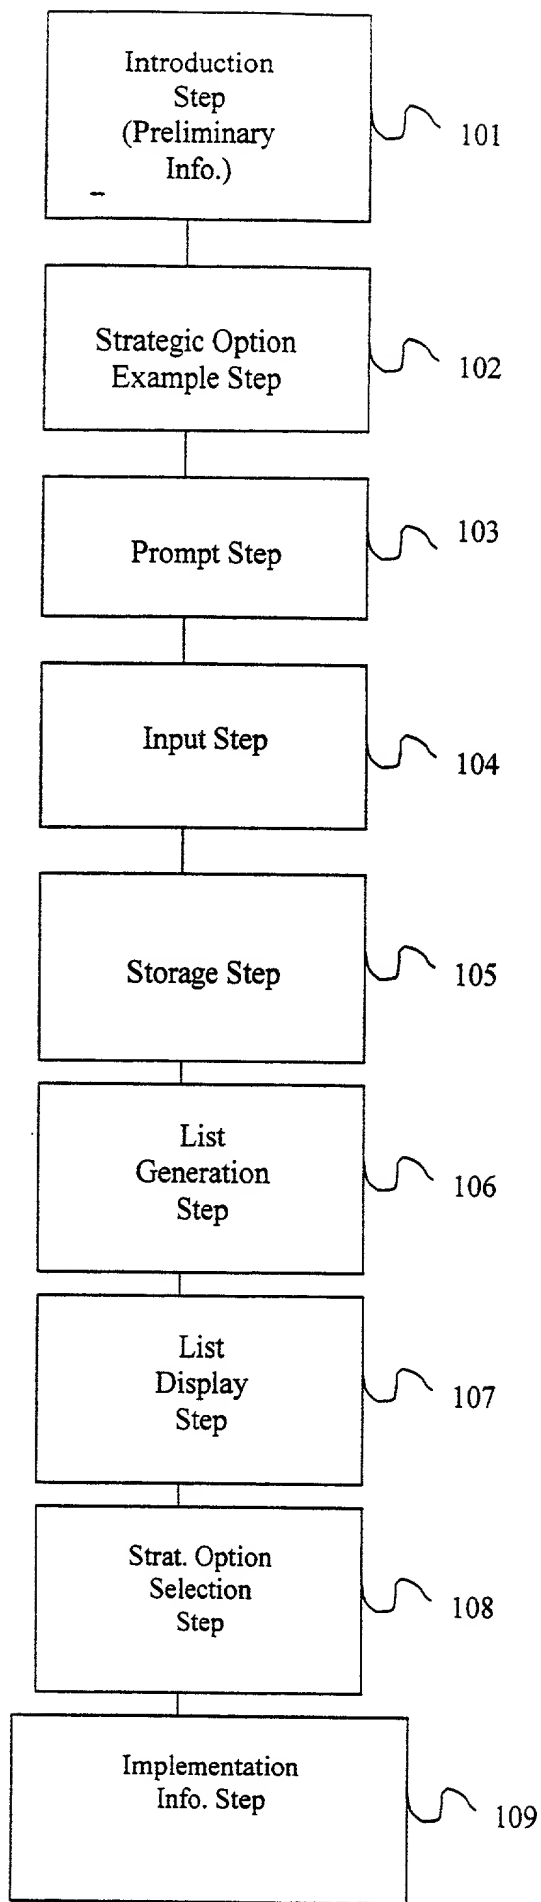 Introduction
Step
(Preliminary
Info.)
101
Strategic Option
Example Step
102
Prompt Step
103
Input Step
104
Storage Step
105
List
Generation
Step
106
List
Display
Step
107
Strat. Option
Selection
Step
108
Implementation
Info. Step
109